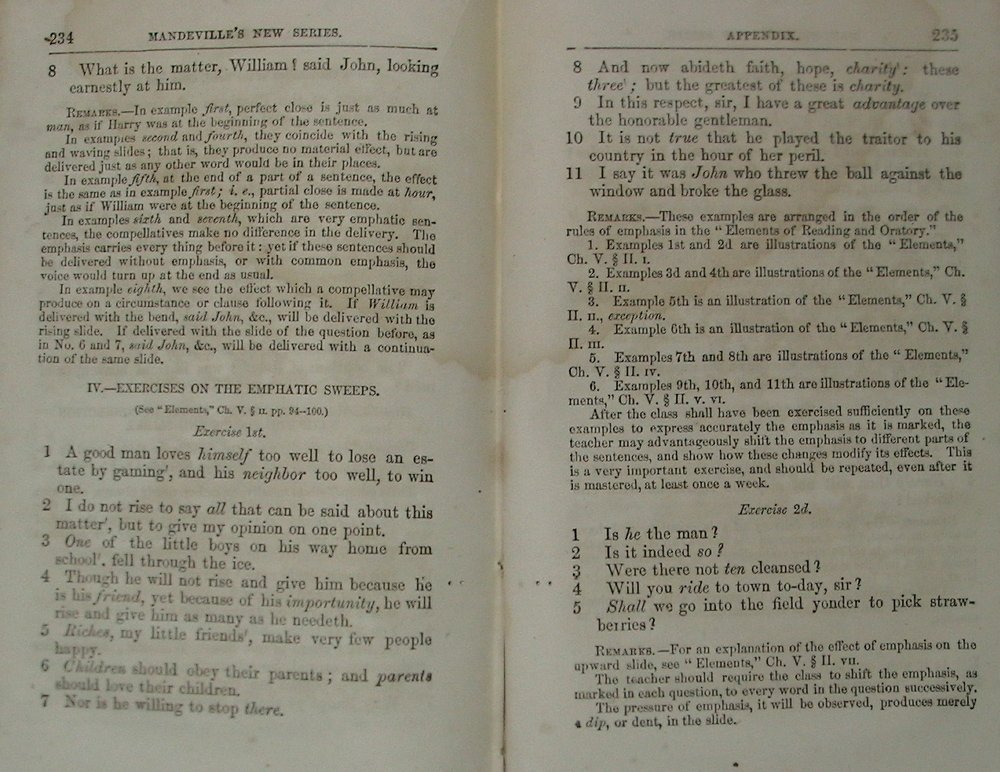 234 MANDEVILLE'S NEW SERIES.
8 What is the matter, William? said John, looking
earnestly at him.
REMARKS.—In example first, perfect close is just as much at
man, as if Harry was at the beginning of the sentence.
In examples second and fourth, they coincide with the rising
and waving slides; that is, they produce no material effect, but are
delivered just as any other word would be in their places.
In example fifth, at the end of a part of a sentence, the effect
is the same as in example first; i. e., partial close is made at hour,
just as if William were at the beginning of the sentence.
In examples sixth and seventh, which are very emphatic sen-
tences, the compellatives make no difference in the delivery. The
emphasis carries every thing before it: yet if these sentences should
be delivered without emphasis, or with common emphasis, the
voice would turn up at the end as usual.
In example eighth, we see the effect which a compellative may
produce on a circumstance or clause following it. If William is
delivered with the bend, said John, &c., will be delivered with the
rising slide. If delivered with the slide of the question before, as
in No. 6 and 7, said John, &c., will be delivered with a continua-
tion of the same slide.
IV.—EXERCISES ON THE EMPHATIC SWEEPS.
(See "Elements," Ch. V. § II. pp. 94–100.)
Exercise 1st.
1 A good man loves himself too well to lose an es-
tate by gaming', and his neighbor too well, to win
one.
2 I do not rise to say all that can be said about this
matter', but to give my opinion on one point.
3 One of the little boys on his way home from
school', fell through the ice.
4 Though he will not rise and give him because he
is his friend, yet because of his importunity, he will
rise and give him as many as he needeth.
5 Riches, my little friends', make very few people
happy.
6 Children should obey their parents; and parents
should love their children.
7 Nor is he willing to stop there.
APPENDIX. 235
8 And now abideth faith, hope, charity': these
three'; but the greatest of these is charity.
9 In this respect, sir, I have a great advantage over
the honorable gentleman.
10 It is not true that he played the traitor to his
country in the hour of her peril.
11 I say it was John who threw the ball against the
window and broke the glass.
REMARKS.—These examples are arranged in the order of the
rules of emphasis in the "Elements of Reading and Oratory."
1. Examples 1st and 2d are illustrations of the "Elements,"
Ch. V. § II. I.
2. Examples 3d and 4th are illustrations of the "Elements," Ch.
V. § II. II.
3. Example 5th is an illustration of the "Elements," Ch. V. §
II. II., exception.
4. Example 6th is an illustration of the "Elements," Ch. V. §
II. III.
5. Examples 7th and 8th are illustrations of the "Elements,"
Ch. V. § II. IV.
6. Examples 9th, 10th, and 11th are illustrations of the "Ele-
ments," Ch. V. § II. V. VI.
After the class shall have been exercised sufficiently on these
examples to express accurately the emphasis as it is marked, the
teacher may advantageously shift the emphasis to different parts of
the sentences, and show how these changes modify its effects. This
is a very important exercise, and should be repeated, even after it
is mastered, at least once a week.
Exercise 2d.
1 Is he the man?
2 Is it indeed so?
3 Were there not ten cleansed?
4 Will you ride to town to-day, sir?
5 Shall we go into the field yonder to pick straw-
berries?
REMARKS.—For an explanation of the effect of emphasis on the
upward slide, see "Elements," Ch. V. § II. VII.
The teacher should require the class to shift the emphasis, as
marked in each question, to every word in the question successively.
The pressure of emphasis, it will be observed, produces merely
a dip, or dent, in the slide.